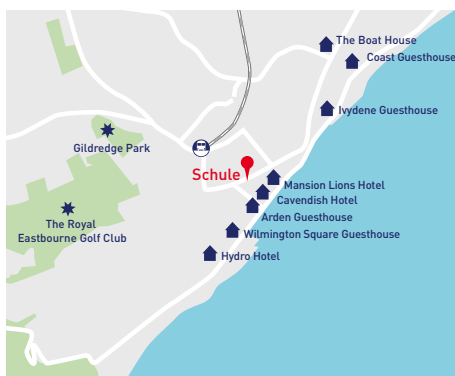 The Boat House
Coast Guesthouse
Ivydene Guesthouse
Gildredge Park
Schule
Mansion Lions Hotel
Cavendish Hotel
Arden Guesthouse
The Royal
Eastbourne Golf Club
Wilmington Square Guesthouse
Hydro Hotel